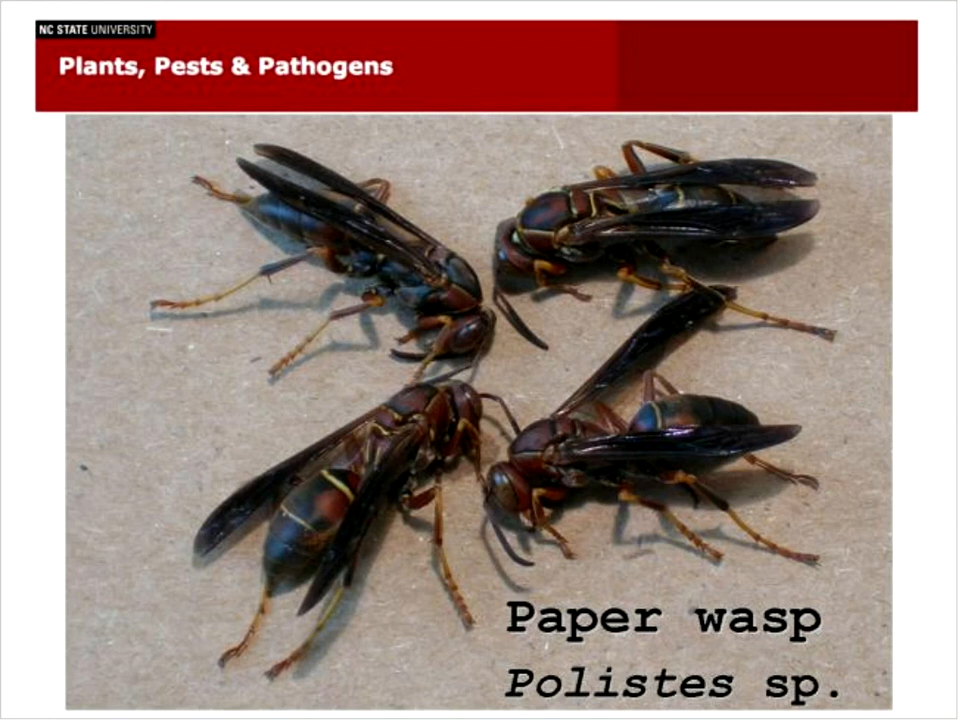 NC STATE UNIVERSITY
Plants, Pests & Pathogens
Paper wasp
Polistes sp.